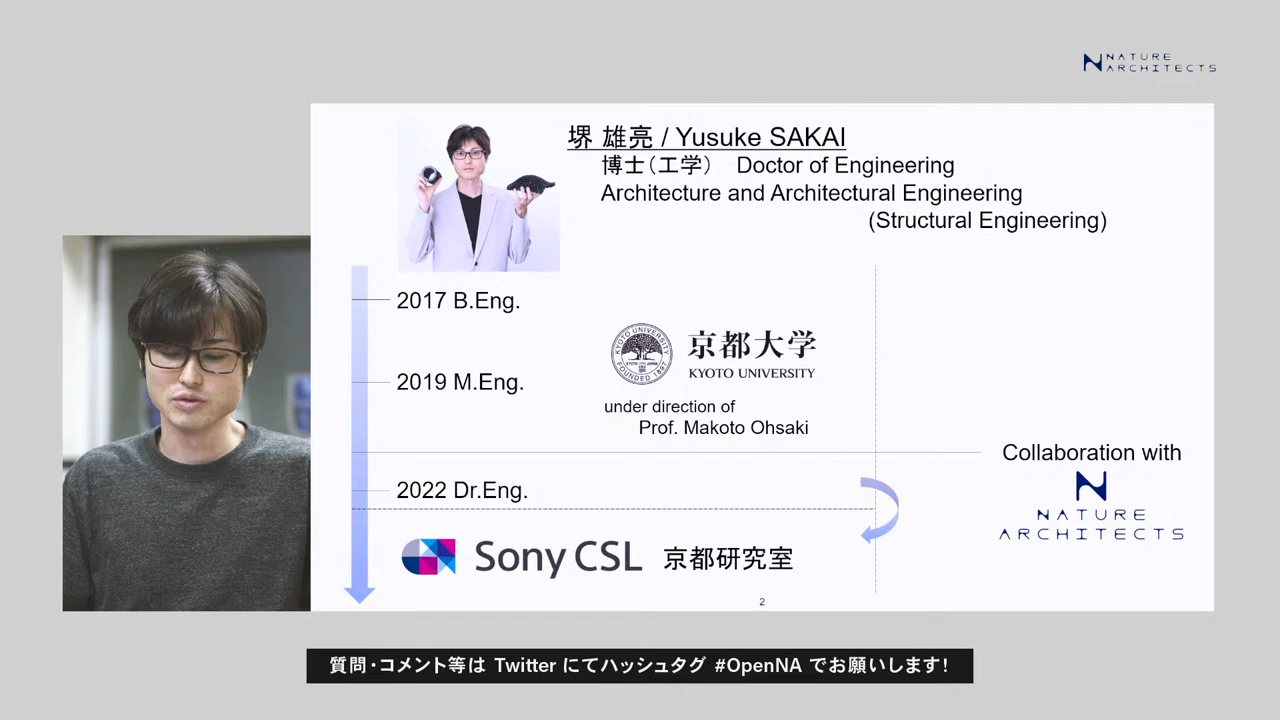 NATURE
ARCHITECTS
堺 雄亮 / Yusuke SAKAI
博士（工学） Doctor of Engineering
Architecture and Architectural Engineering
(Structural Engineering)
2017 B.Eng.
KYOTO UNIVERSITY
FOUNDED 1897
京都大学
KYOTO UNIVERSITY
2019 M.Eng.
under direction of
Prof. Makoto Ohsaki
Collaboration with
NATURE
ARCHITECTS
2022 Dr.Eng.
Sony CSL 京都研究室
2
質問・コメント等は Twitter にてハッシュタグ #OpenNA でお願いします！